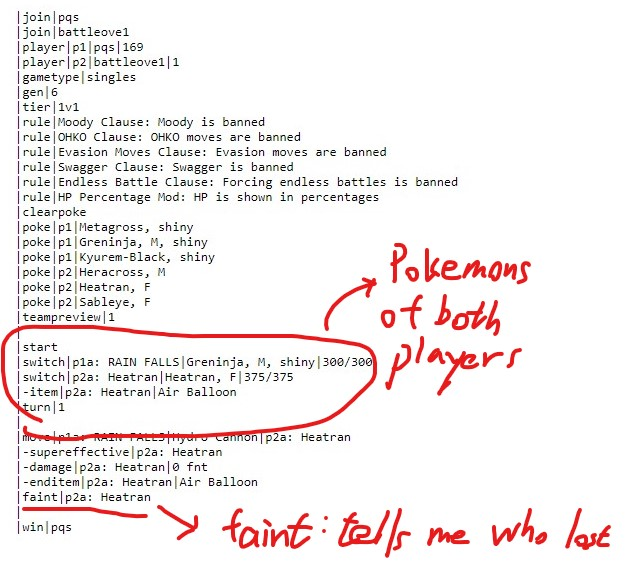 |join|pqs
|join|battleove1
|player|p1|pqs|169
|player|p2|battleove1|1
|gametype|singles
|gen|6
|tier|1v1
|rule|Moody Clause: Moody is banned
|rule|OHKO Clause: OHKO moves are banned
|rule|Evasion Moves Clause: Evasion moves are banned
|rule|Swagger Clause: Swagger is banned
|rule|Endless Battle Clause: Forcing endless battles is banned
|rule|HP Percentage Mod: HP is shown in percentages
|clearpoke
|poke|p1|Metagross, shiny
|poke|p1|Greninja, M, shiny
|poke|p1|Kyurem-Black, shiny
|poke|p2|Heracross, M
|poke|p2|Heatran, F
|poke|p2|Sableye, F
|teampreview|1
|
|start
|switch|p1a: RAIN FALLS|Greninja, M, shiny|300/300
|switch|p2a: Heatran|Heatran, F|375/375
|-item|p2a: Heatran|Air Balloon
|turn|1
|
|move|p1a: RAIN FALLS|Hydro Cannon|p2a: Heatran
|-supereffective|p2a: Heatran
|-damage|p2a: Heatran|0 fnt
|-enditem|p2a: Heatran|Air Balloon
|faint|p2a: Heatran
|
|win|pqs
Pokemons
of both
players
faint: tells me who lost